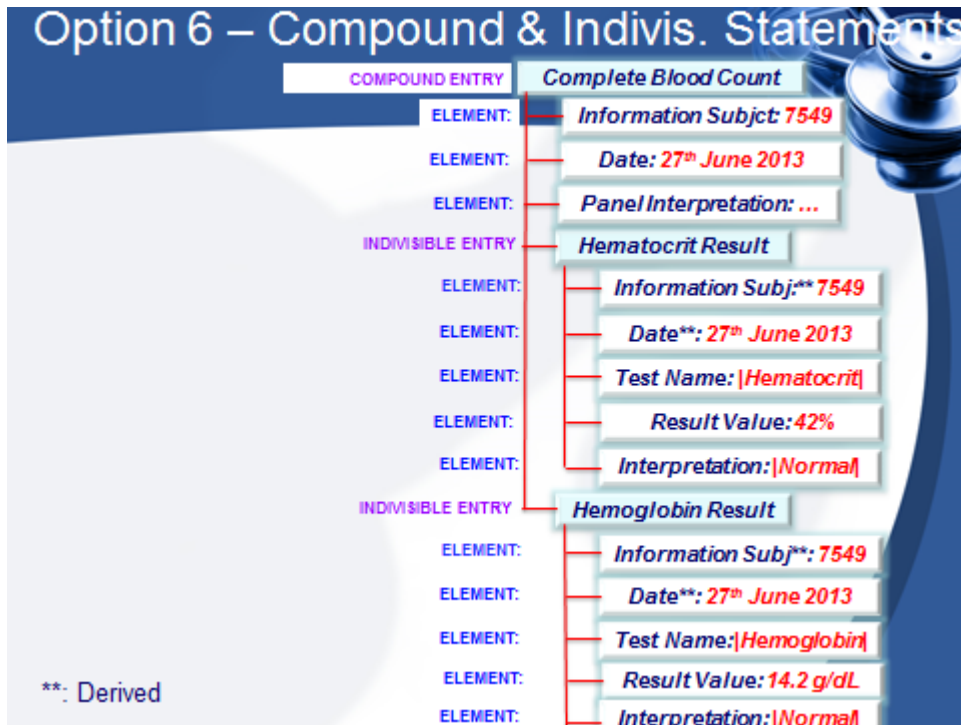 Option 6 – Compound & Indivis. Statements
COMPOUND ENTRY Complete Blood Count
ELEMENT: Information Subjct: 7549
ELEMENT: Date: 27th June 2013
ELEMENT: Panel Interpretation: ...
INDIVISIBLE ENTRY Hematocrit Result
ELEMENT: Information Subj:** 7549
ELEMENT: Date**: 27th June 2013
ELEMENT: Test Name: |Hematocrit|
ELEMENT: Result Value: 42%
ELEMENT: Interpretation: |Normal|
INDIVISIBLE ENTRY Hemoglobin Result
ELEMENT: Information Subj**: 7549
ELEMENT: Date**: 27th June 2013
ELEMENT: Test Name: |Hemoglobin|
ELEMENT: Result Value: 14.2 g/dL
ELEMENT: Interpretation: |Normal|
**: Derived